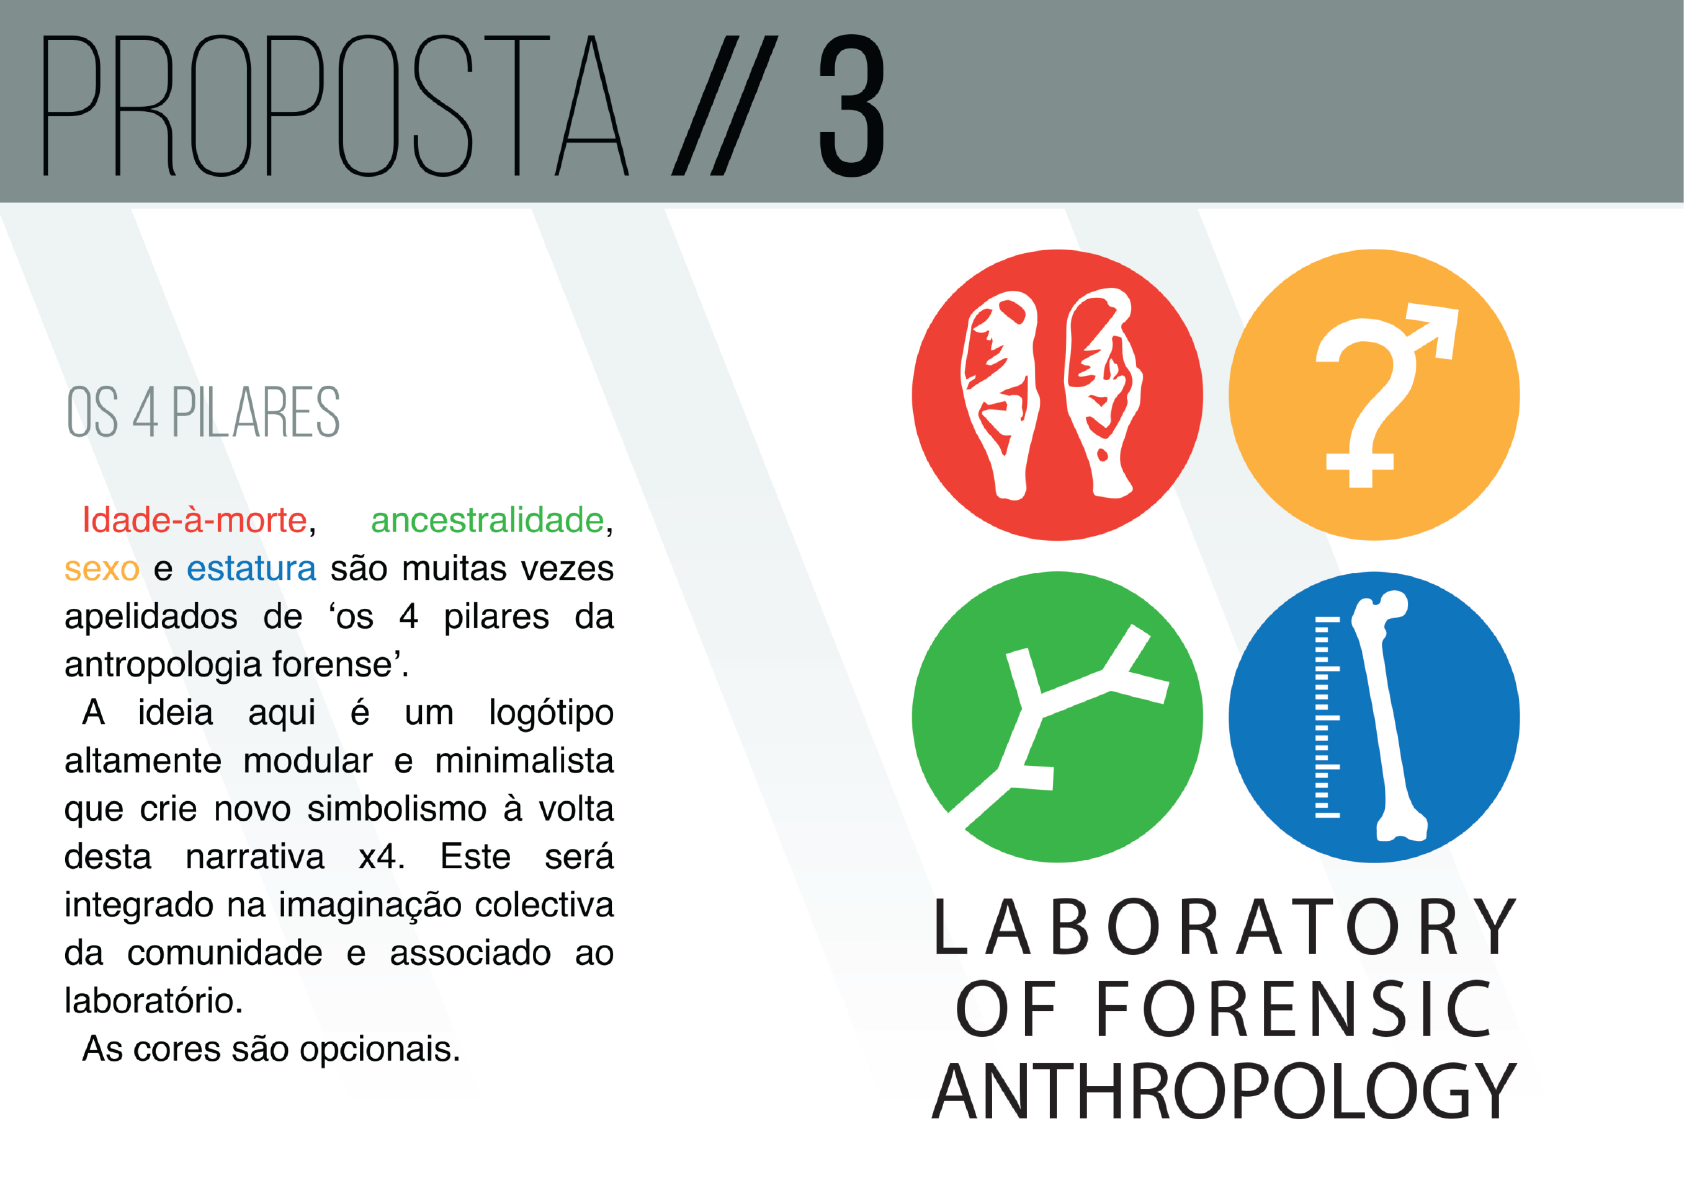 PROPOSTA // 3
OS 4 PILARES
Idade-à-morte, ancestralidade,
sexo e estatura são muitas vezes
apelidados de ‘os 4 pilares da
antropologia forense’.
A ideia aqui é um logótipo
altamente modular e minimalista
que crie novo simbolismo à volta
desta narrativa x4. Este será
integrado na imaginação colectiva
da comunidade e associado ao
laboratório.
As cores são opcionais.
LABORATORY
OF FORENSIC
ANTHROPOLOGY